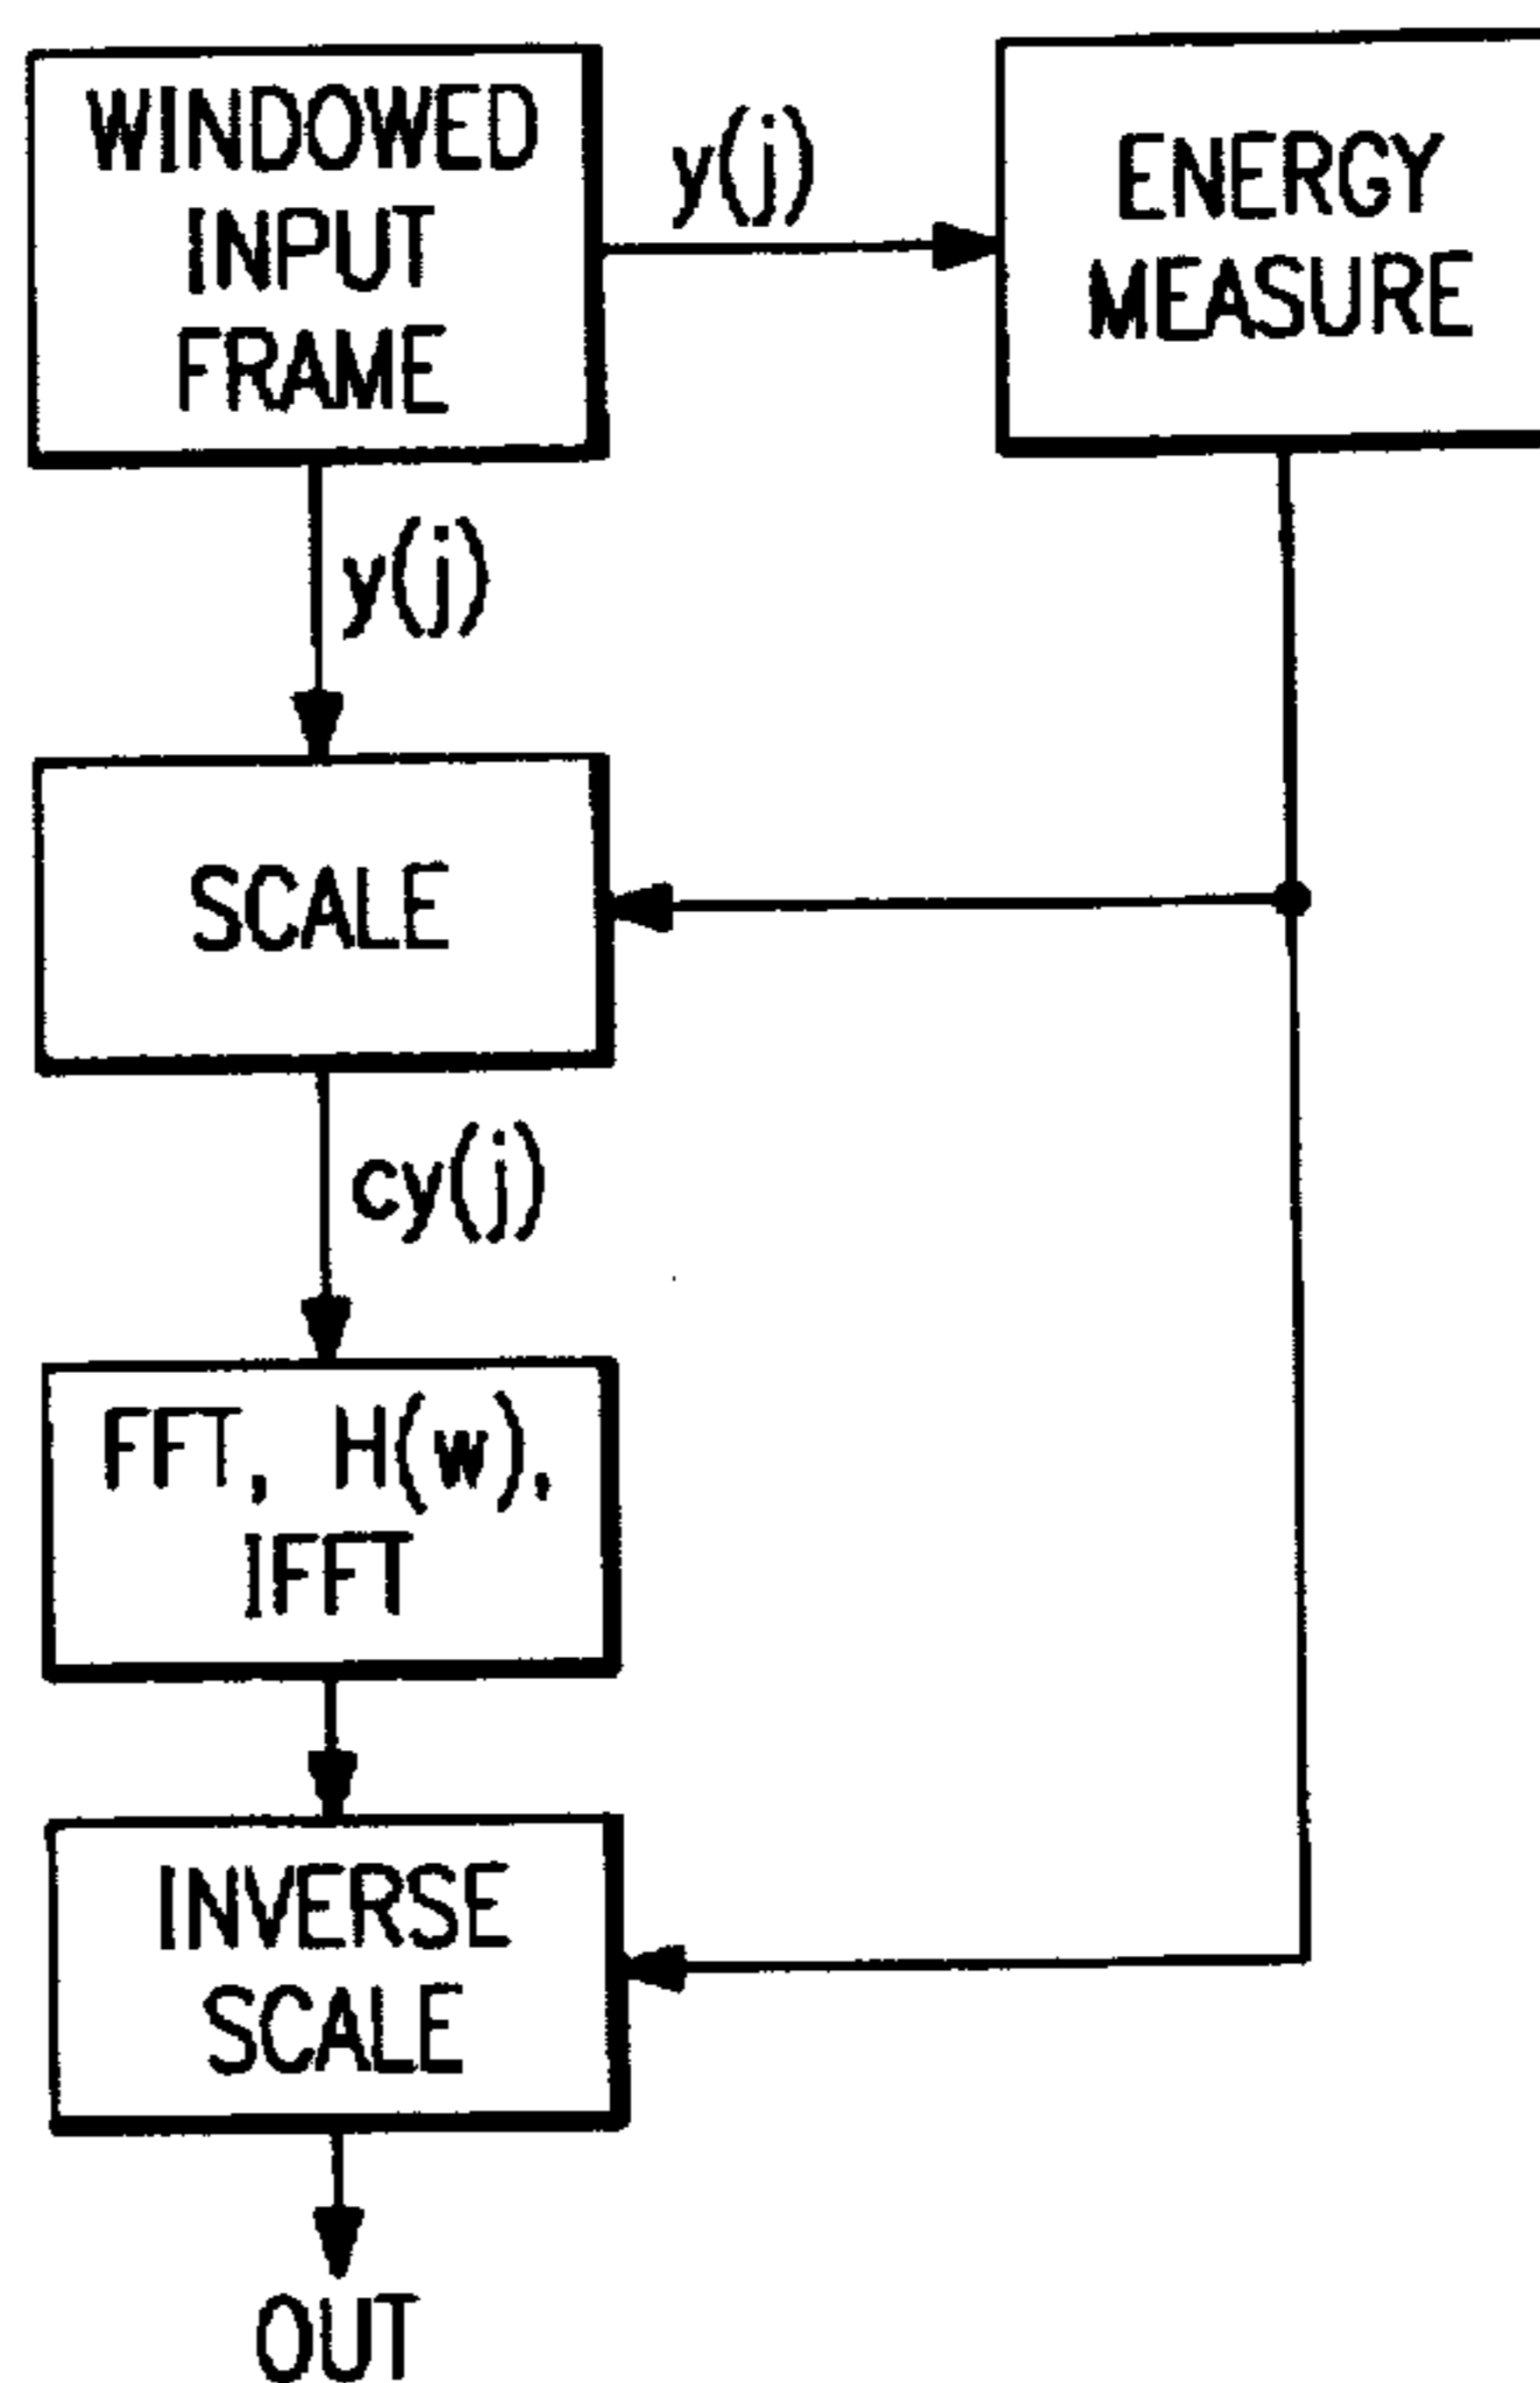 WINDOWED
INPUT
FRAME
y(j)
ENERGY
MEASURE
y(j)
SCALE
cy(j)
FFT, H(w),
IFFT
INVERSE
SCALE
OUT